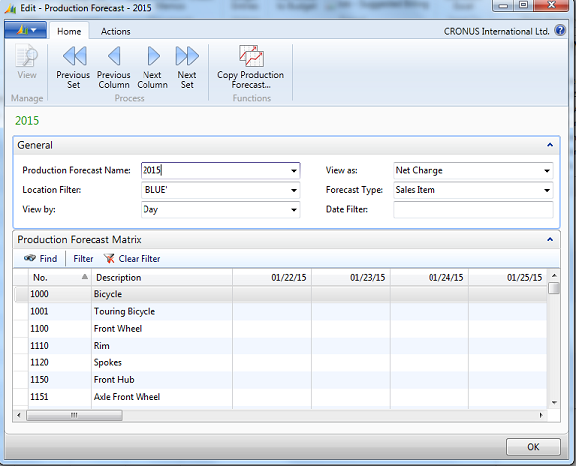 Edit - Production Forecast - 2015
Home Actions CRONUS International Ltd.
View Previous Set Previous Column Next Column Next Set Copy Production Forecast...
Manage Process Functions
2015
General
Production Forecast Name: 2015 View as: Net Change
Location Filter: 'BLUE' Forecast Type: Sales Item
View by: Day Date Filter:
Production Forecast Matrix
Find Filter Clear Filter
No. Description 01/22/15 01/23/15 01/24/15 01/25/15
1000 Bicycle
1001 Touring Bicycle
1100 Front Wheel
1110 Rim
1120 Spokes
1150 Front Hub
1151 Axle Front Wheel
OK